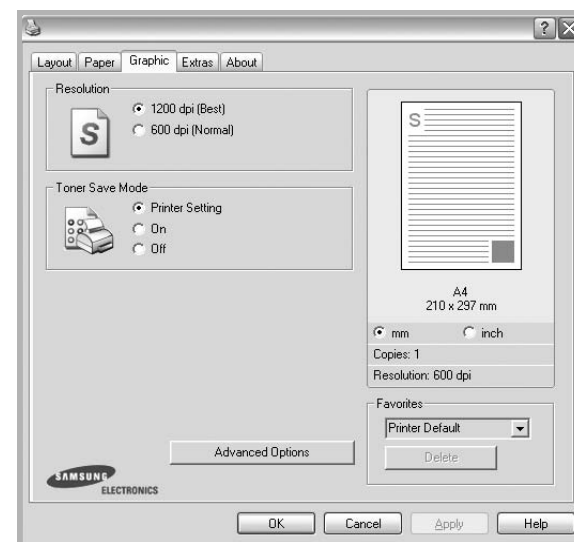 Layout Paper Graphic Extras About
Resolution
1200 dpi (Best)
600 dpi (Normal)
S
Toner Save Mode
Printer Setting
On
Off
S
A4
210 x 297 mm
mm inch
Copies: 1
Resolution: 600 dpi
Favorites
Printer Default
Delete
Advanced Options
SAMSUNG
ELECTRONICS
OK Cancel Apply Help